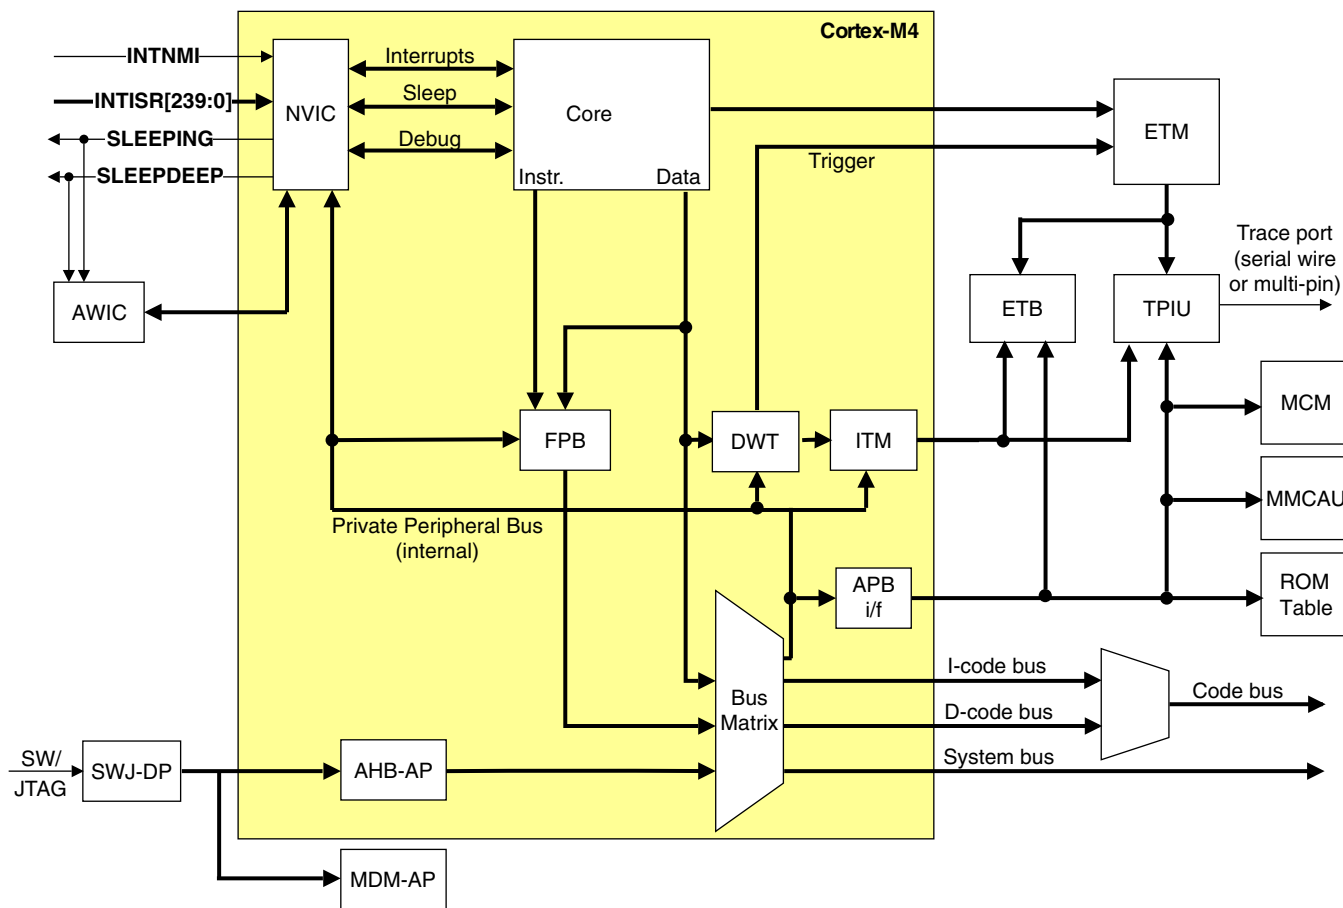 Cortex-M4
INTNMI
Interrupts
INTISR[239:0]
NVIC
Sleep
Core
ETM
SLEEPING
Debug
Trigger
SLEEPDEEP
Instr.
Data
Trace port
(serial wire
or multi-pin)
AWIC
ETB
TPIU
MCM
FPB
DWT
ITM
MMCAU
Private Peripheral Bus
(internal)
APB
i/f
ROM
Table
I-code bus
Code bus
Bus
Matrix
D-code bus
SW/
JTAG
SWJ-DP
AHB-AP
System bus
MDM-AP